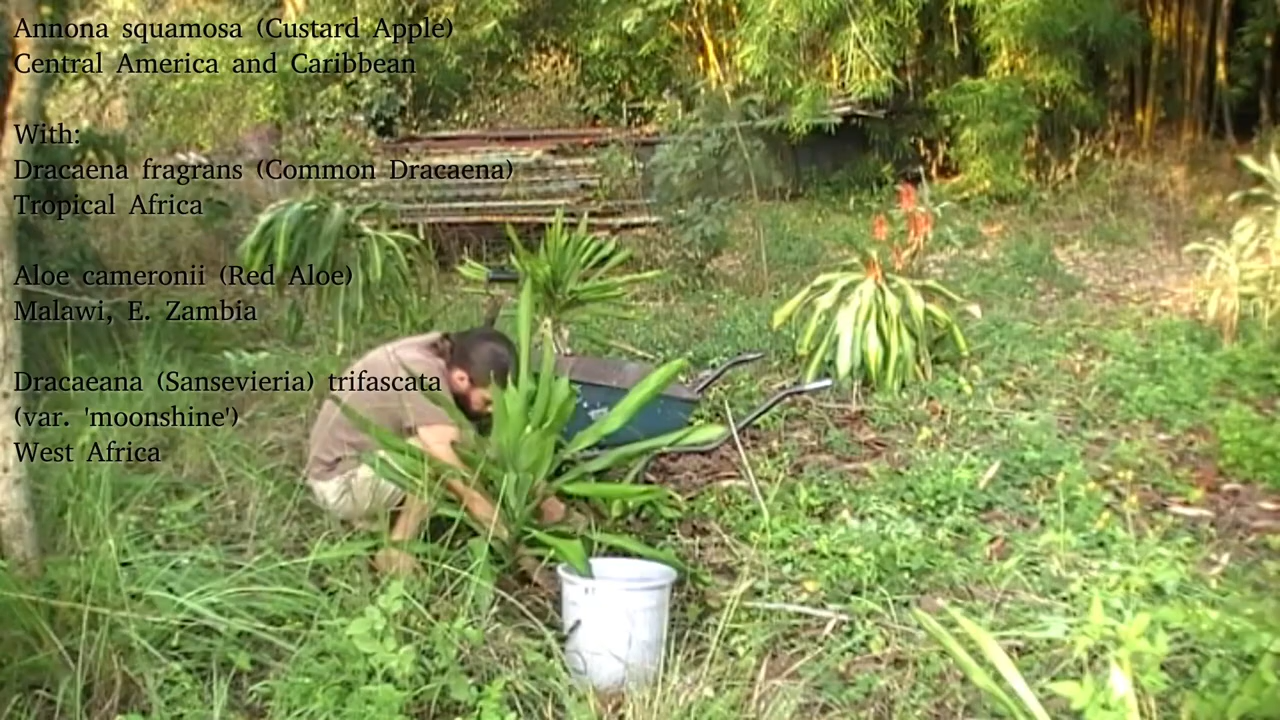 Annona squamosa (Custard Apple)
Central America and Caribbean
With:
Dracaena fragrans (Common Dracaena)
Tropical Africa
Aloe cameronii (Red Aloe)
Malawi, E. Zambia
Dracaeana (Sansevieria) trifascata
(var. 'moonshine')
West Africa